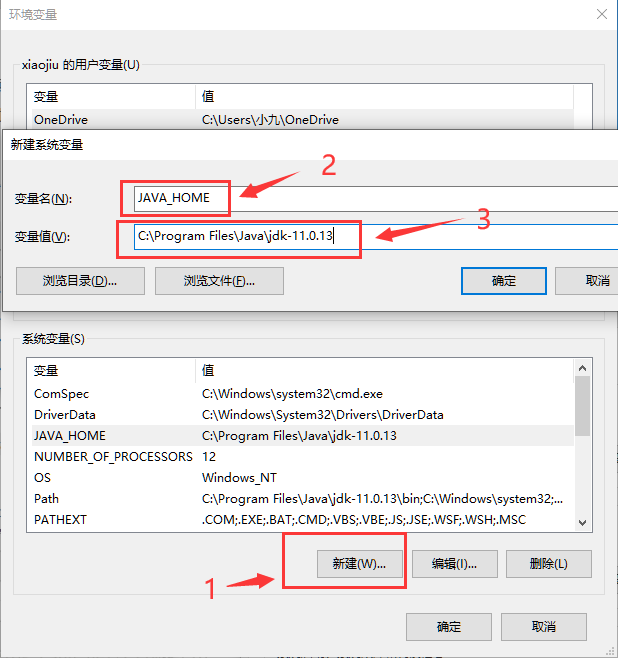 环境变量
xiaojiu 的用户变量(U)
变量 值
OneDrive C:\Users\小九\OneDrive
新建系统变量
2
变量名(N): JAVA_HOME
3
变量值(V): C:\Program Files\Java\jdk-11.0.13
浏览目录(D)... 浏览文件(F)... 确定 取消
系统变量(S)
变量 值
ComSpec C:\Windows\system32\cmd.exe
DriverData C:\Windows\System32\Drivers\DriverData
JAVA_HOME C:\Program Files\Java\jdk-11.0.13
NUMBER_OF_PROCESSORS 12
OS Windows_NT
Path C:\Program Files\Java\jdk-11.0.13\bin;C:\Windows\system32;...
PATHEXT .COM;.EXE;.BAT;.CMD;.VBS;.VBE;.JS;.JSE;.WSF;.WSH;.MSC
新建(W)... 编辑(I)... 删除(L)
1
确定 取消